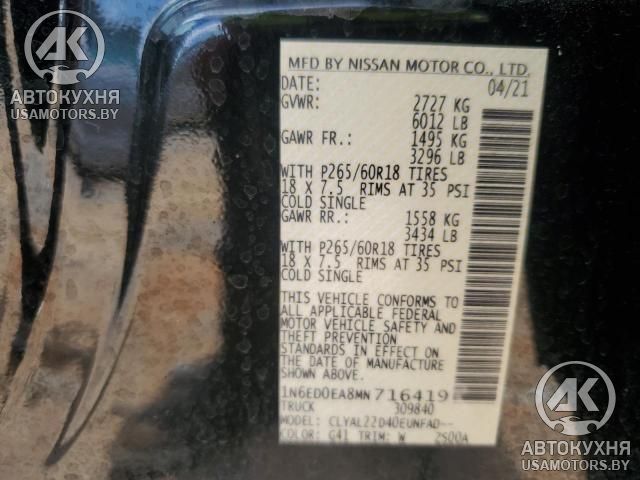 AK
АВТОКУХНЯ
USAMOTORS.BY
MFD BY NISSAN MOTOR CO., LTD.
DATE: 04/21
GVWR: 2727 KG
6012 LB
GAWR FR.: 1495 KG
3296 LB
WITH P265/60R18 TIRES
18 X 7.5 RIMS AT 35 PSI
COLD SINGLE
GAWR RR.: 1558 KG
3434 LB
WITH P265/60R18 TIRES
18 X 7.5 RIMS AT 35 PSI
COLD SINGLE
THIS VEHICLE CONFORMS TO
ALL APPLICABLE FEDERAL
MOTOR VEHICLE SAFETY AND
THEFT PREVENTION
STANDARDS IN EFFECT ON
THE DATE OF MANUFACTURE
SHOWN ABOVE.
1N6ED0EA8MN716419
TRUCK 309840
MODEL: CLYAL22D40EUNFAD--
COLOR: G41 TRIM: W 2S00A
AK
АВТОКУХНЯ
USAMOTORS.BY